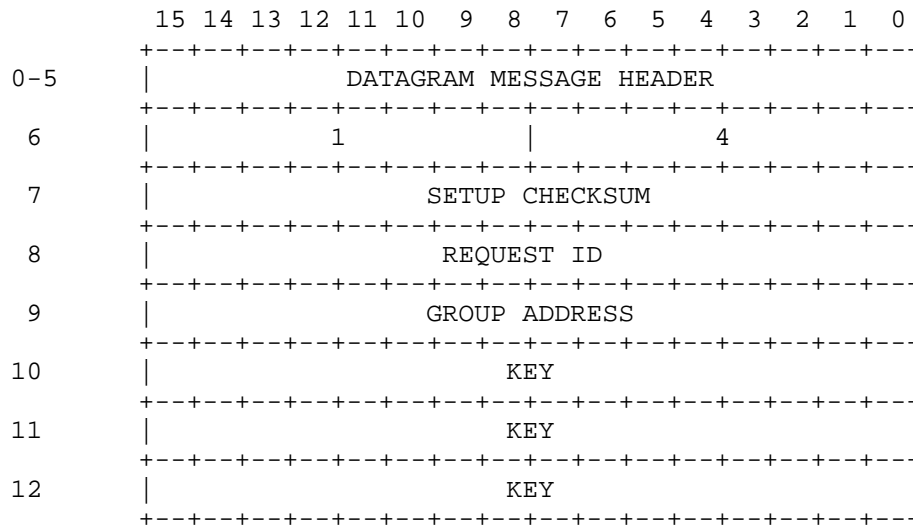 15 14 13 12 11 10 9 8 7 6 5 4 3 2 1 0
+--+--+--+--+--+--+--+--+--+--+--+--+--+--+--+---
0-5 | DATAGRAM MESSAGE HEADER
+--+--+--+--+--+--+--+--+--+--+--+--+--+--+--+---
6 | 1 | 4
+--+--+--+--+--+--+--+--+--+--+--+--+--+--+--+---
7 | SETUP CHECKSUM
+--+--+--+--+--+--+--+--+--+--+--+--+--+--+--+---
8 | REQUEST ID
+--+--+--+--+--+--+--+--+--+--+--+--+--+--+--+---
9 | GROUP ADDRESS
+--+--+--+--+--+--+--+--+--+--+--+--+--+--+--+---
10 | KEY
+--+--+--+--+--+--+--+--+--+--+--+--+--+--+--+---
11 | KEY
+--+--+--+--+--+--+--+--+--+--+--+--+--+--+--+---
12 | KEY
+--+--+--+--+--+--+--+--+--+--+--+--+--+--+--+---